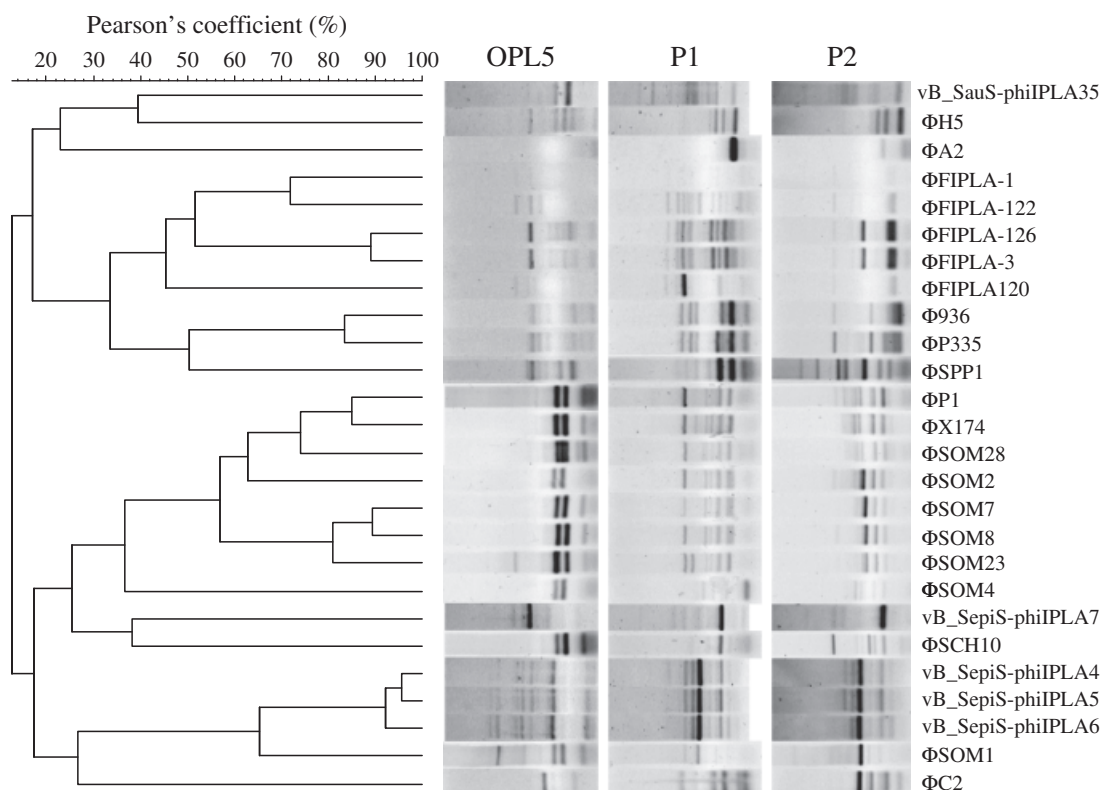 Pearson's coefficient (%)
20 30 40 50 60 70 80 90 100
OPL5 P1 P2
vB_SauS-phiIPLA35
ΦH5
ΦA2
ΦFIPLA-1
ΦFIPLA-122
ΦFIPLA-126
ΦFIPLA-3
ΦFIPLA120
Φ936
ΦP335
ΦSPP1
ΦP1
ΦX174
ΦSOM28
ΦSOM2
ΦSOM7
ΦSOM8
ΦSOM23
ΦSOM4
vB_SepiS-phiIPLA7
ΦSCH10
vB_SepiS-phiIPLA4
vB_SepiS-phiIPLA5
vB_SepiS-phiIPLA6
ΦSOM1
ΦC2